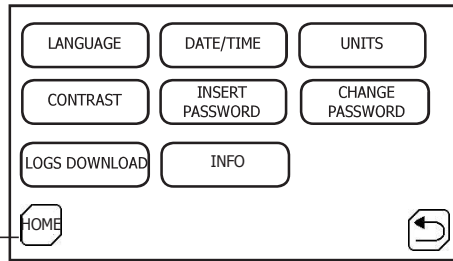 LANGUAGE
DATE/TIME
UNITS
CONTRAST
INSERT
PASSWORD
CHANGE
PASSWORD
LOGS DOWNLOAD
INFO
HOME